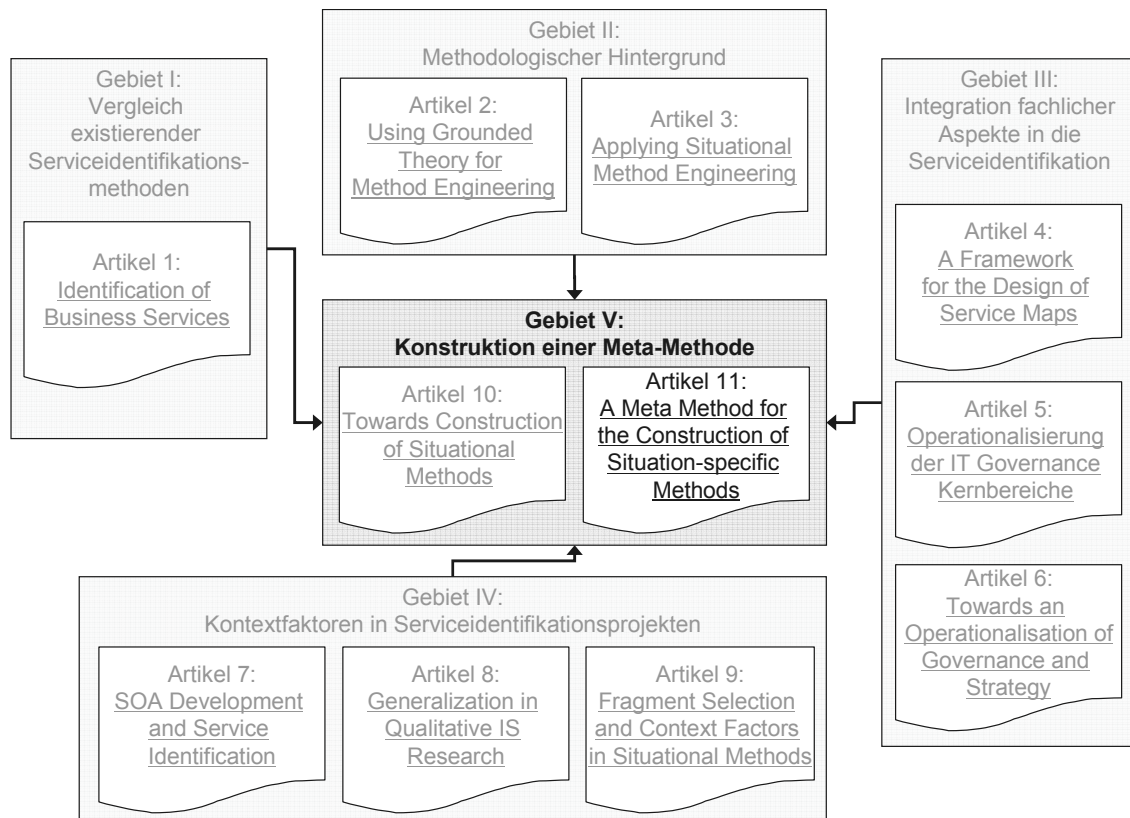 Gebiet I:
Vergleich
existierender
Serviceidentifikations-
methoden
Artikel 1:
Identification of
Business Services
Gebiet II:
Methodologischer Hintergrund
Artikel 2:
Using Grounded
Theory for
Method Engineering
Artikel 3:
Applying Situational
Method Engineering
Gebiet III:
Integration fachlicher
Aspekte in die
Serviceidentifikation
Artikel 4:
A Framework
for the Design of
Service Maps
Artikel 5:
Operationalisierung
der IT Governance
Kernbereiche
Artikel 6:
Towards an
Operationalisation of
Governance and
Strategy
Gebiet V:
Konstruktion einer Meta-Methode
Artikel 10:
Towards Construction
of Situational
Methods
Artikel 11:
A Meta Method for
the Construction of
Situation-specific
Methods
Gebiet IV:
Kontextfaktoren in Serviceidentifikationsprojekten
Artikel 7:
SOA Development
and Service
Identification
Artikel 8:
Generalization in
Qualitative IS
Research
Artikel 9:
Fragment Selection
and Context Factors
in Situational Methods